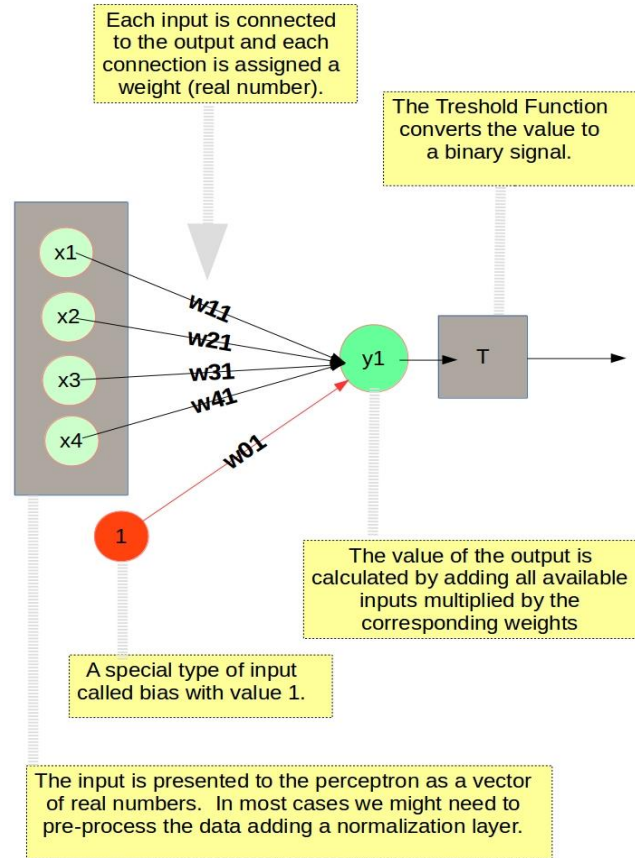 Each input is connected
to the output and each
connection is assigned a
weight (real number).
The Treshold Function
converts the value to
a binary signal.
x1
x2
x3
x4
w11
w21
w31
w41
w01
y1
T
1
The value of the output is
calculated by adding all available
inputs multiplied by the
corresponding weights
A special type of input
called bias with value 1.
The input is presented to the perceptron as a vector
of real numbers. In most cases we might need to
pre-process the data adding a normalization layer.